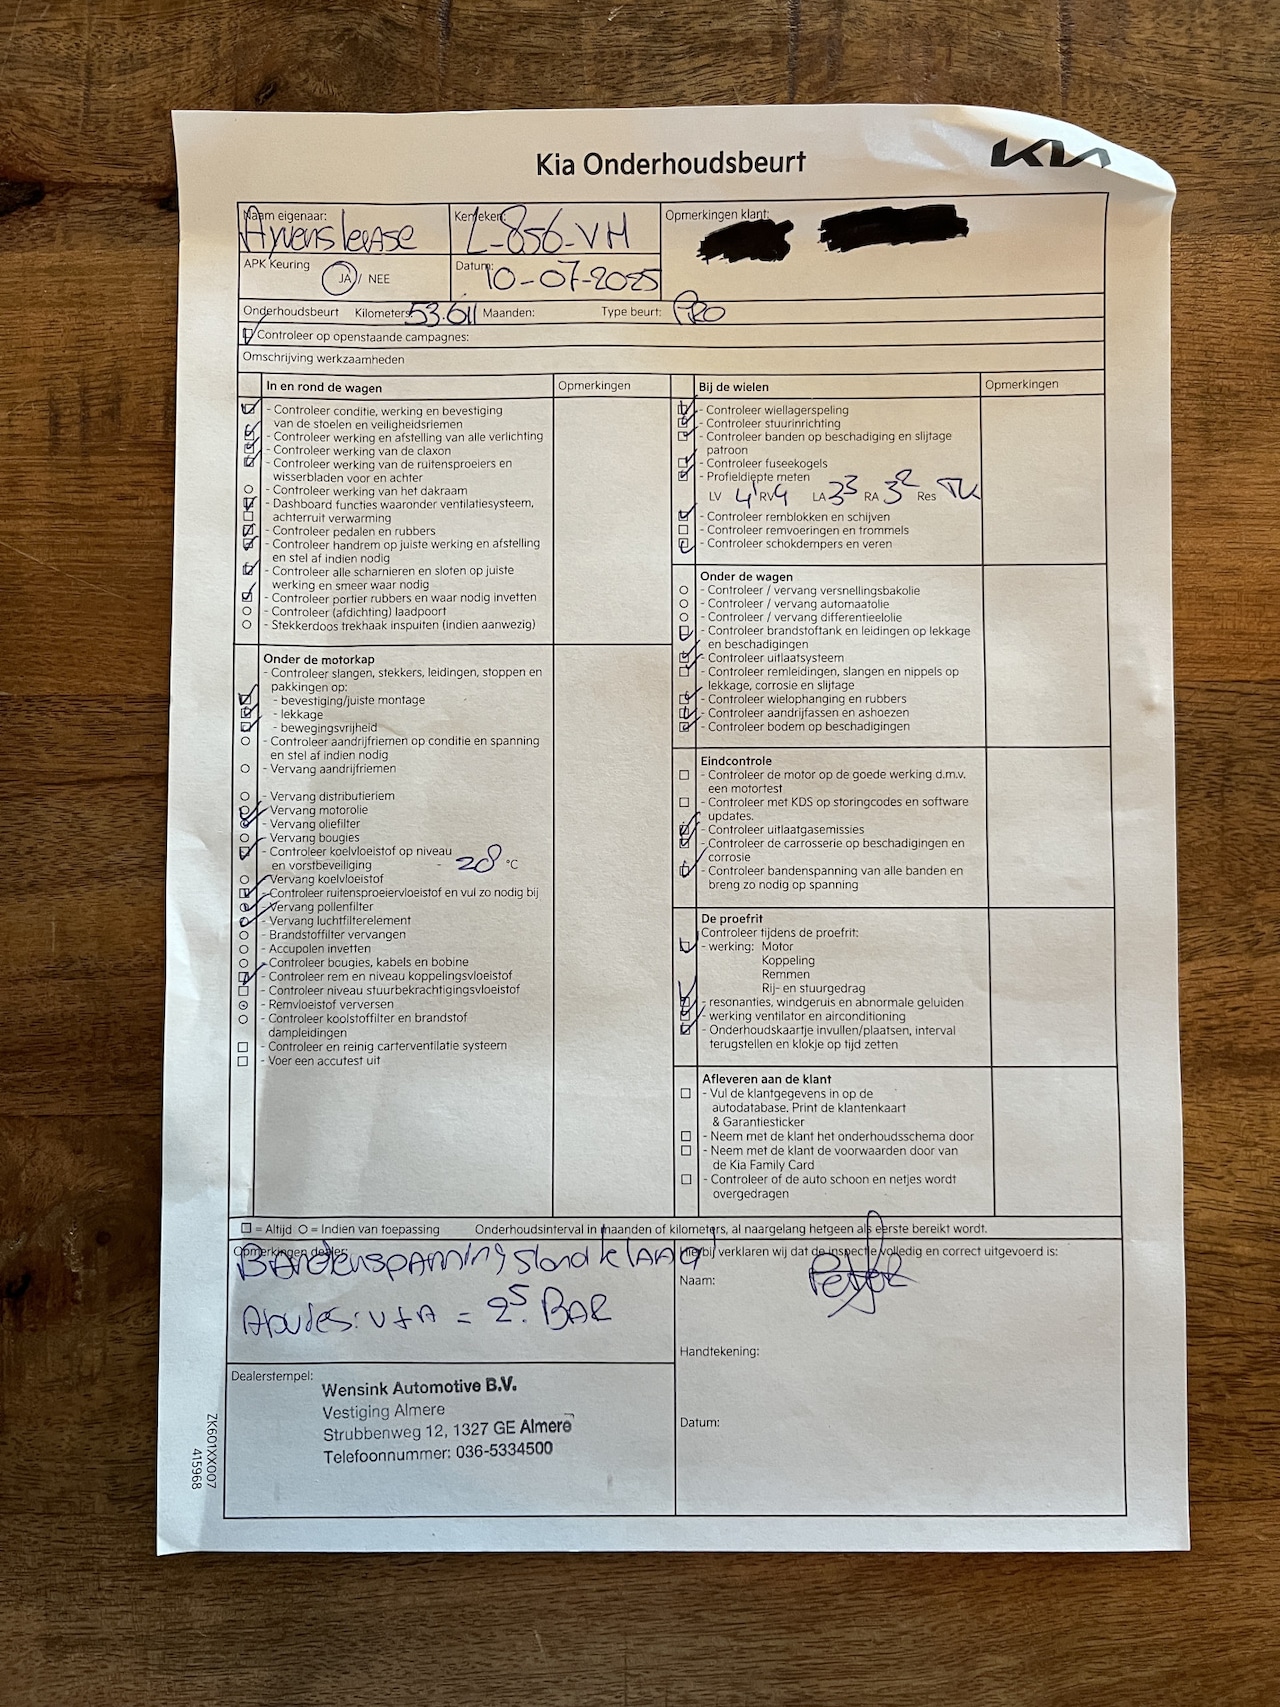 Kia Onderhoudsbeurt
KIA
Naam eigenaar:
Ayvens lease
Kenteken:
L-856-VH
Opmerkingen klant:
APK Keuring
JA / NEE
Datum:
10-07-2025
Onderhoudsbeurt Kilometers: 53.611 Maanden: Type beurt: PRO
Controleer op openstaande campagnes:
Omschrijving werkzaamheden
In en rond de wagen
Opmerkingen
- Controleer conditie, werking en bevestiging
van de stoelen en veiligheidsriemen
- Controleer werking en afstelling van alle verlichting
- Controleer werking van de claxon
- Controleer werking van de ruitensproeiers en
wisserbladen voor en achter
- Controleer werking van het dakraam
- Dashboard functies waaronder ventilatiesysteem,
achterruit verwarming
- Controleer pedalen en rubbers
- Controleer handrem op juiste werking en afstelling
en stel af indien nodig
- Controleer alle scharnieren en sloten op juiste
werking en smeer waar nodig
- Controleer portier rubbers en waar nodig invetten
- Controleer (afdichting) laadpoort
- Stekkerdoos trekhaak inspuiten (indien aanwezig)
Onder de motorkap
- Controleer slangen, stekkers, leidingen, stoppen en
pakkingen op:
- bevestiging/juiste montage
- lekkage
- bewegingsvrijheid
- Controleer aandrijfriemen op conditie en spanning
en stel af indien nodig
- Vervang aandrijfriemen
- Vervang distributieriem
- Vervang motorolie
- Vervang oliefilter
- Vervang bougies
- Controleer koelvloeistof op niveau
en vorstbeveiliging - 28 °C
- Vervang koelvloeistof
- Controleer ruitensproeiervloeistof en vul zo nodig bij
- Vervang pollenfilter
- Vervang luchtfilterelement
- Brandstoffilter vervangen
- Accupolen invetten
- Controleer bougies, kabels en bobine
- Controleer rem en niveau koppelingsvloeistof
- Controleer niveau stuurbekrachtigingsvloeistof
- Remvloeistof verversen
- Controleer koolstoffilter en brandstof
dampleidingen
- Controleer en reinig carterventilatie systeem
- Voer een accutest uit
Bij de wielen
Opmerkingen
- Controleer wiellagerspeling
- Controleer stuurinrichting
- Controleer banden op beschadiging en slijtage
patroon
- Controleer fuseekogels
- Profieldiepte meten
LV 4¹ RV 4 LA 3³ RA 3² Res TK
- Controleer remblokken en schijven
- Controleer remvoeringen en trommels
- Controleer schokdempers en veren
Onder de wagen
- Controleer / vervang versnellingsbakolie
- Controleer / vervang automaatolie
- Controleer / vervang differentieelolie
- Controleer brandstoftank en leidingen op lekkage
en beschadigingen
- Controleer uitlaatsysteem
- Controleer remleidingen, slangen en nippels op
lekkage, corrosie en slijtage
- Controleer wielophanging en rubbers
- Controleer aandrijfassen en ashoezen
- Controleer bodem op beschadigingen
Eindcontrole
- Controleer de motor op de goede werking d.m.v.
een motortest
- Controleer met KDS op storingcodes en software
updates.
- Controleer uitlaatgasemissies
- Controleer de carrosserie op beschadigingen en
corrosie
- Controleer bandenspanning van alle banden en
breng zo nodig op spanning
De proefrit
Controleer tijdens de proefrit:
- werking: Motor
Koppeling
Remmen
Rij- en stuurgedrag
- resonanties, windgeruis en abnormale geluiden
- werking ventilator en airconditioning
- Onderhoudskaartje invullen/plaatsen, interval
terugstellen en klokje op tijd zetten
Afleveren aan de klant
- Vul de klantgegevens in op de
autodatabase. Print de klantenkaart
& Garantiesticker
- Neem met de klant het onderhoudsschema door
- Neem met de klant de voorwaarden door van
de Kia Family Card
- Controleer of de auto schoon en netjes wordt
overgedragen
= Altijd O = Indien van toepassing Onderhoudsinterval in maanden of kilometers, al naargelang hetgeen als eerste bereikt wordt.
Opmerkingen dealer:
Bandenspanning stond te laag!
Advies: V+A = 2.5 BAR
Hierbij verklaren wij dat de inspectie volledig en correct uitgevoerd is:
Naam:
Handtekening:
Datum:
Dealerstempel:
Wensink Automotive B.V.
Vestiging Almere
Strubbenweg 12, 1327 GE Almere
Telefoonnummer: 036-5334500
ZK601XX007
415968